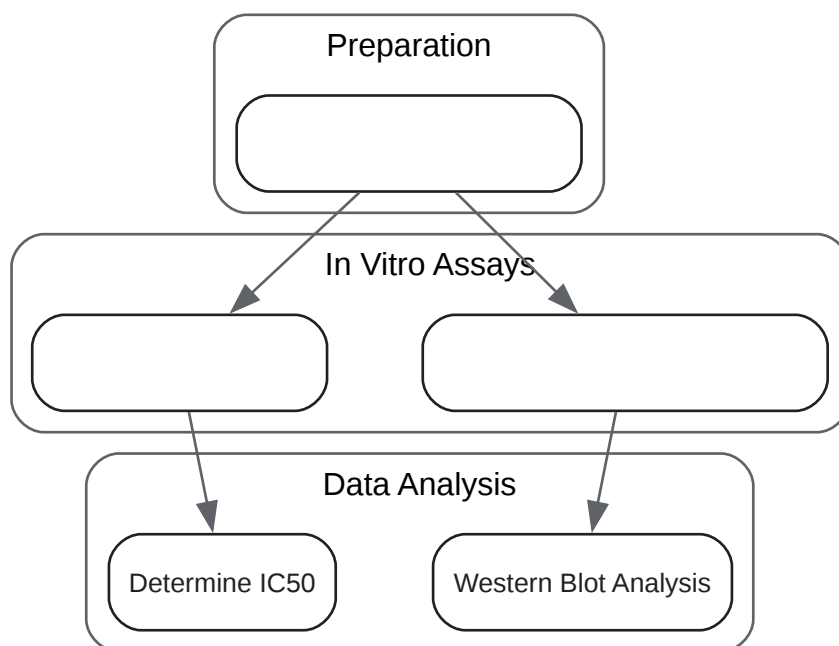 Preparation
In Vitro Assays
Data Analysis
Determine IC50
Western Blot Analysis